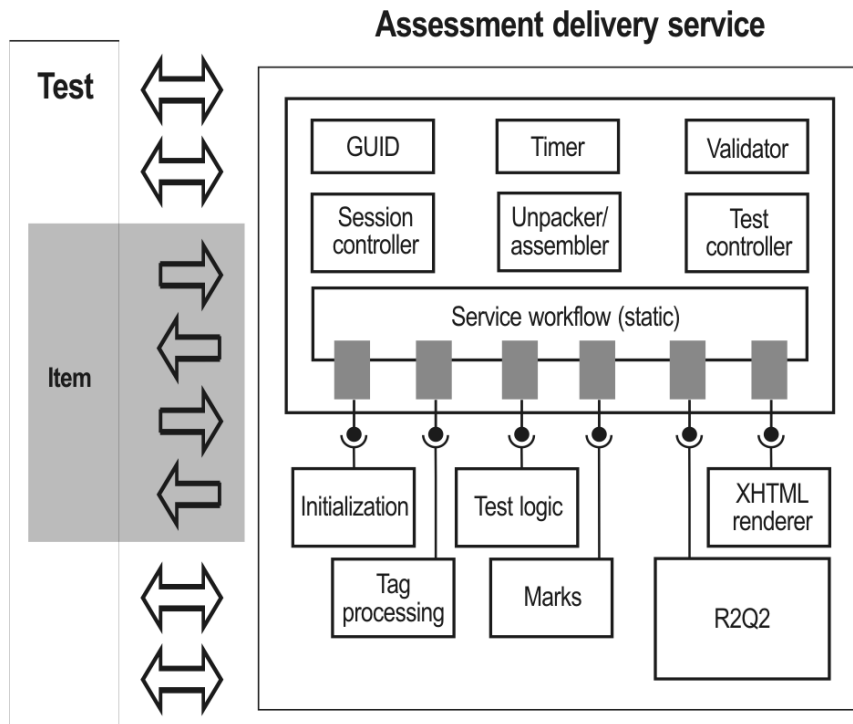 Assessment delivery service
Test
GUID
Timer
Validator
Session
controller
Unpacker/
assembler
Test
controller
Service workflow (static)
Item
Initialization
Test logic
XHTML
renderer
Tag
processing
Marks
R2Q2